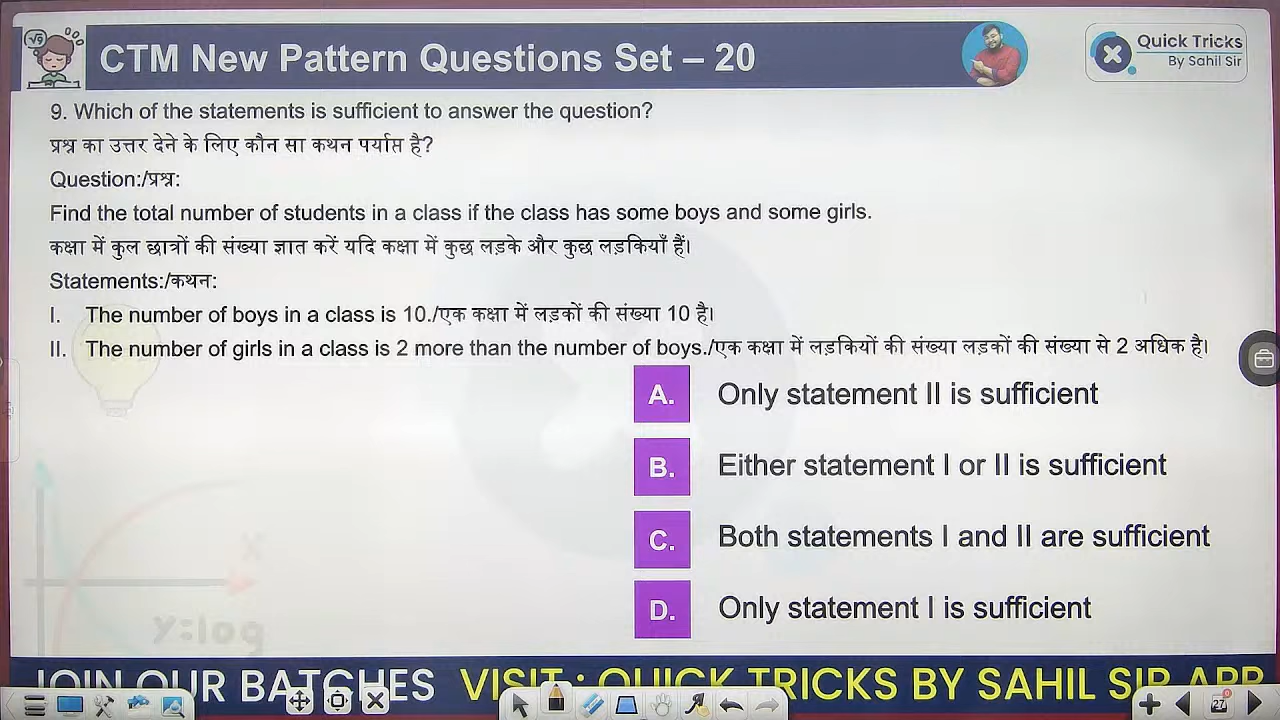 CTM New Pattern Questions Set – 20
Quick Tricks
By Sahil Sir
9. Which of the statements is sufficient to answer the question?
प्रश्न का उत्तर देने के लिए कौन सा कथन पर्याप्त है?
Question:/प्रश्न:
Find the total number of students in a class if the class has some boys and some girls.
कक्षा में कुल छात्रों की संख्या ज्ञात करें यदि कक्षा में कुछ लड़के और कुछ लड़कियाँ हैं।
Statements:/कथन:
I. The number of boys in a class is 10./एक कक्षा में लड़कों की संख्या 10 है।
II. The number of girls in a class is 2 more than the number of boys./एक कक्षा में लड़कियों की संख्या लड़कों की संख्या से 2 अधिक है।
A. Only statement II is sufficient
B. Either statement I or II is sufficient
C. Both statements I and II are sufficient
D. Only statement I is sufficient
y=log
x
JOIN OUR BATCHES VISIT : QUICK TRICKS BY SAHIL SIR APP
27